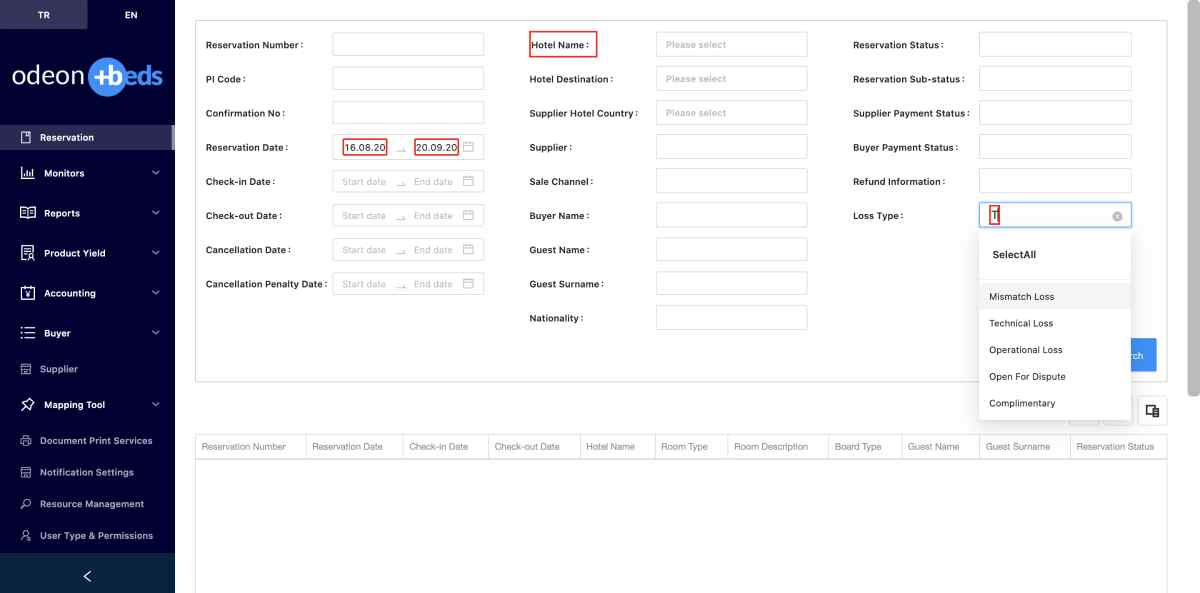 TR
EN
odeon +beds
Reservation
Monitors
Reports
Product Yield
Accounting
Buyer
Supplier
Mapping Tool
Document Print Services
Notification Settings
Resource Management
User Type & Permissions
Reservation Number :
PI Code :
Confirmation No :
Reservation Date : 16.08.20 → 20.09.20
Check-in Date : Start date → End date
Check-out Date : Start date → End date
Cancellation Date : Start date → End date
Cancellation Penalty Date : Start date → End date
Hotel Name : Please select
Hotel Destination : Please select
Supplier Hotel Country : Please select
Supplier :
Sale Channel :
Buyer Name :
Guest Name :
Guest Surname :
Nationality :
Reservation Status :
Reservation Sub-status :
Supplier Payment Status :
Buyer Payment Status :
Refund Information :
Loss Type : T
SelectAll
Mismatch Loss
Technical Loss
Operational Loss
Open For Dispute
Complimentary
rch
Reservation Number Reservation Date Check-in Date Check-out Date Hotel Name Room Type Room Description Board Type Guest Name Guest Surname Reservation Status